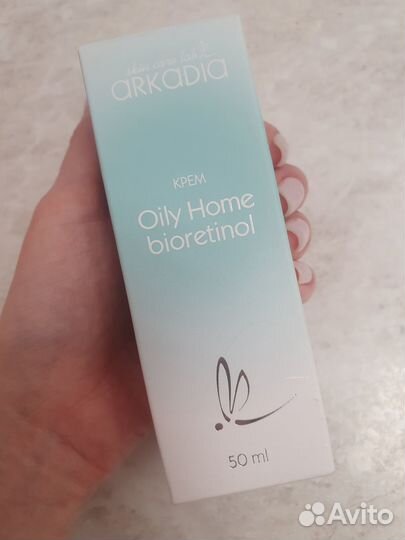 skin care lab
ARKADIA
КРЕМ
Oily Home
bioretinol
50 ml
Avito